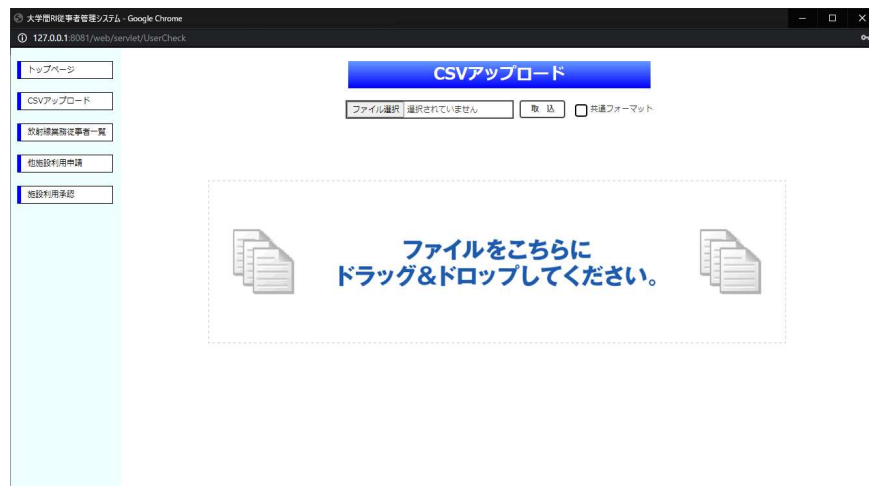 大学間RI従事者管理システム - Google Chrome
127.0.0.1:8081/web/servlet/UserCheck
トップページ
CSVアップロード
放射線業務従事者一覧
他施設利用申請
施設利用承認
CSVアップロード
ファイル選択 選択されていません 取 込 共通フォーマット
ファイルをこちらに
ドラッグ&ドロップしてください。